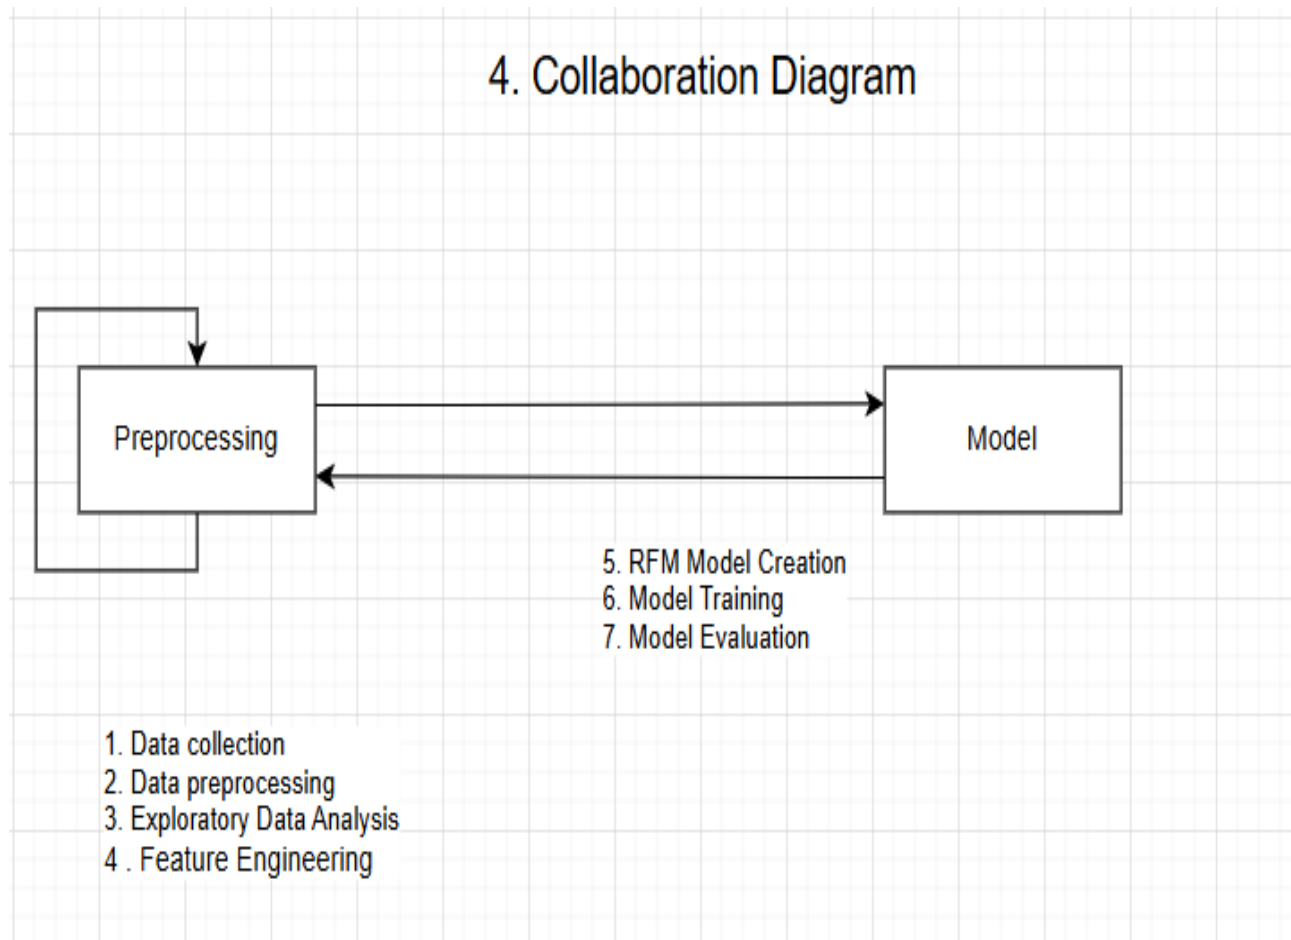 4. Collaboration Diagram
Preprocessing
Model
5. RFM Model Creation
6. Model Training
7. Model Evaluation
1. Data collection
2. Data preprocessing
3. Exploratory Data Analysis
4 . Feature Engineering